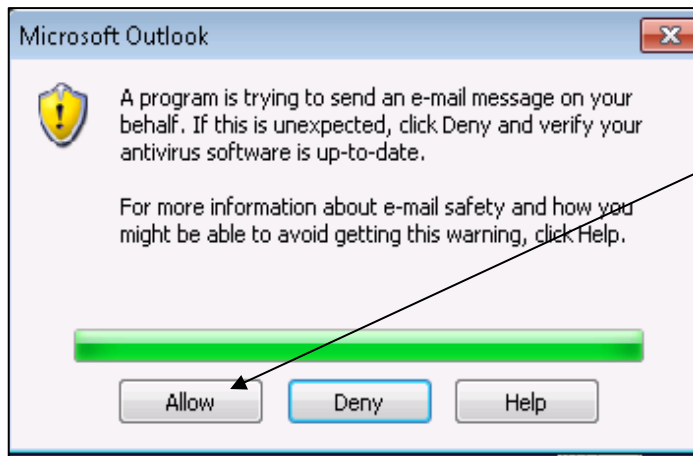 Microsoft Outlook
A program is trying to send an e-mail message on your
behalf. If this is unexpected, click Deny and verify your
antivirus software is up-to-date.
For more information about e-mail safety and how you
might be able to avoid getting this warning, click Help.
Allow Deny Help